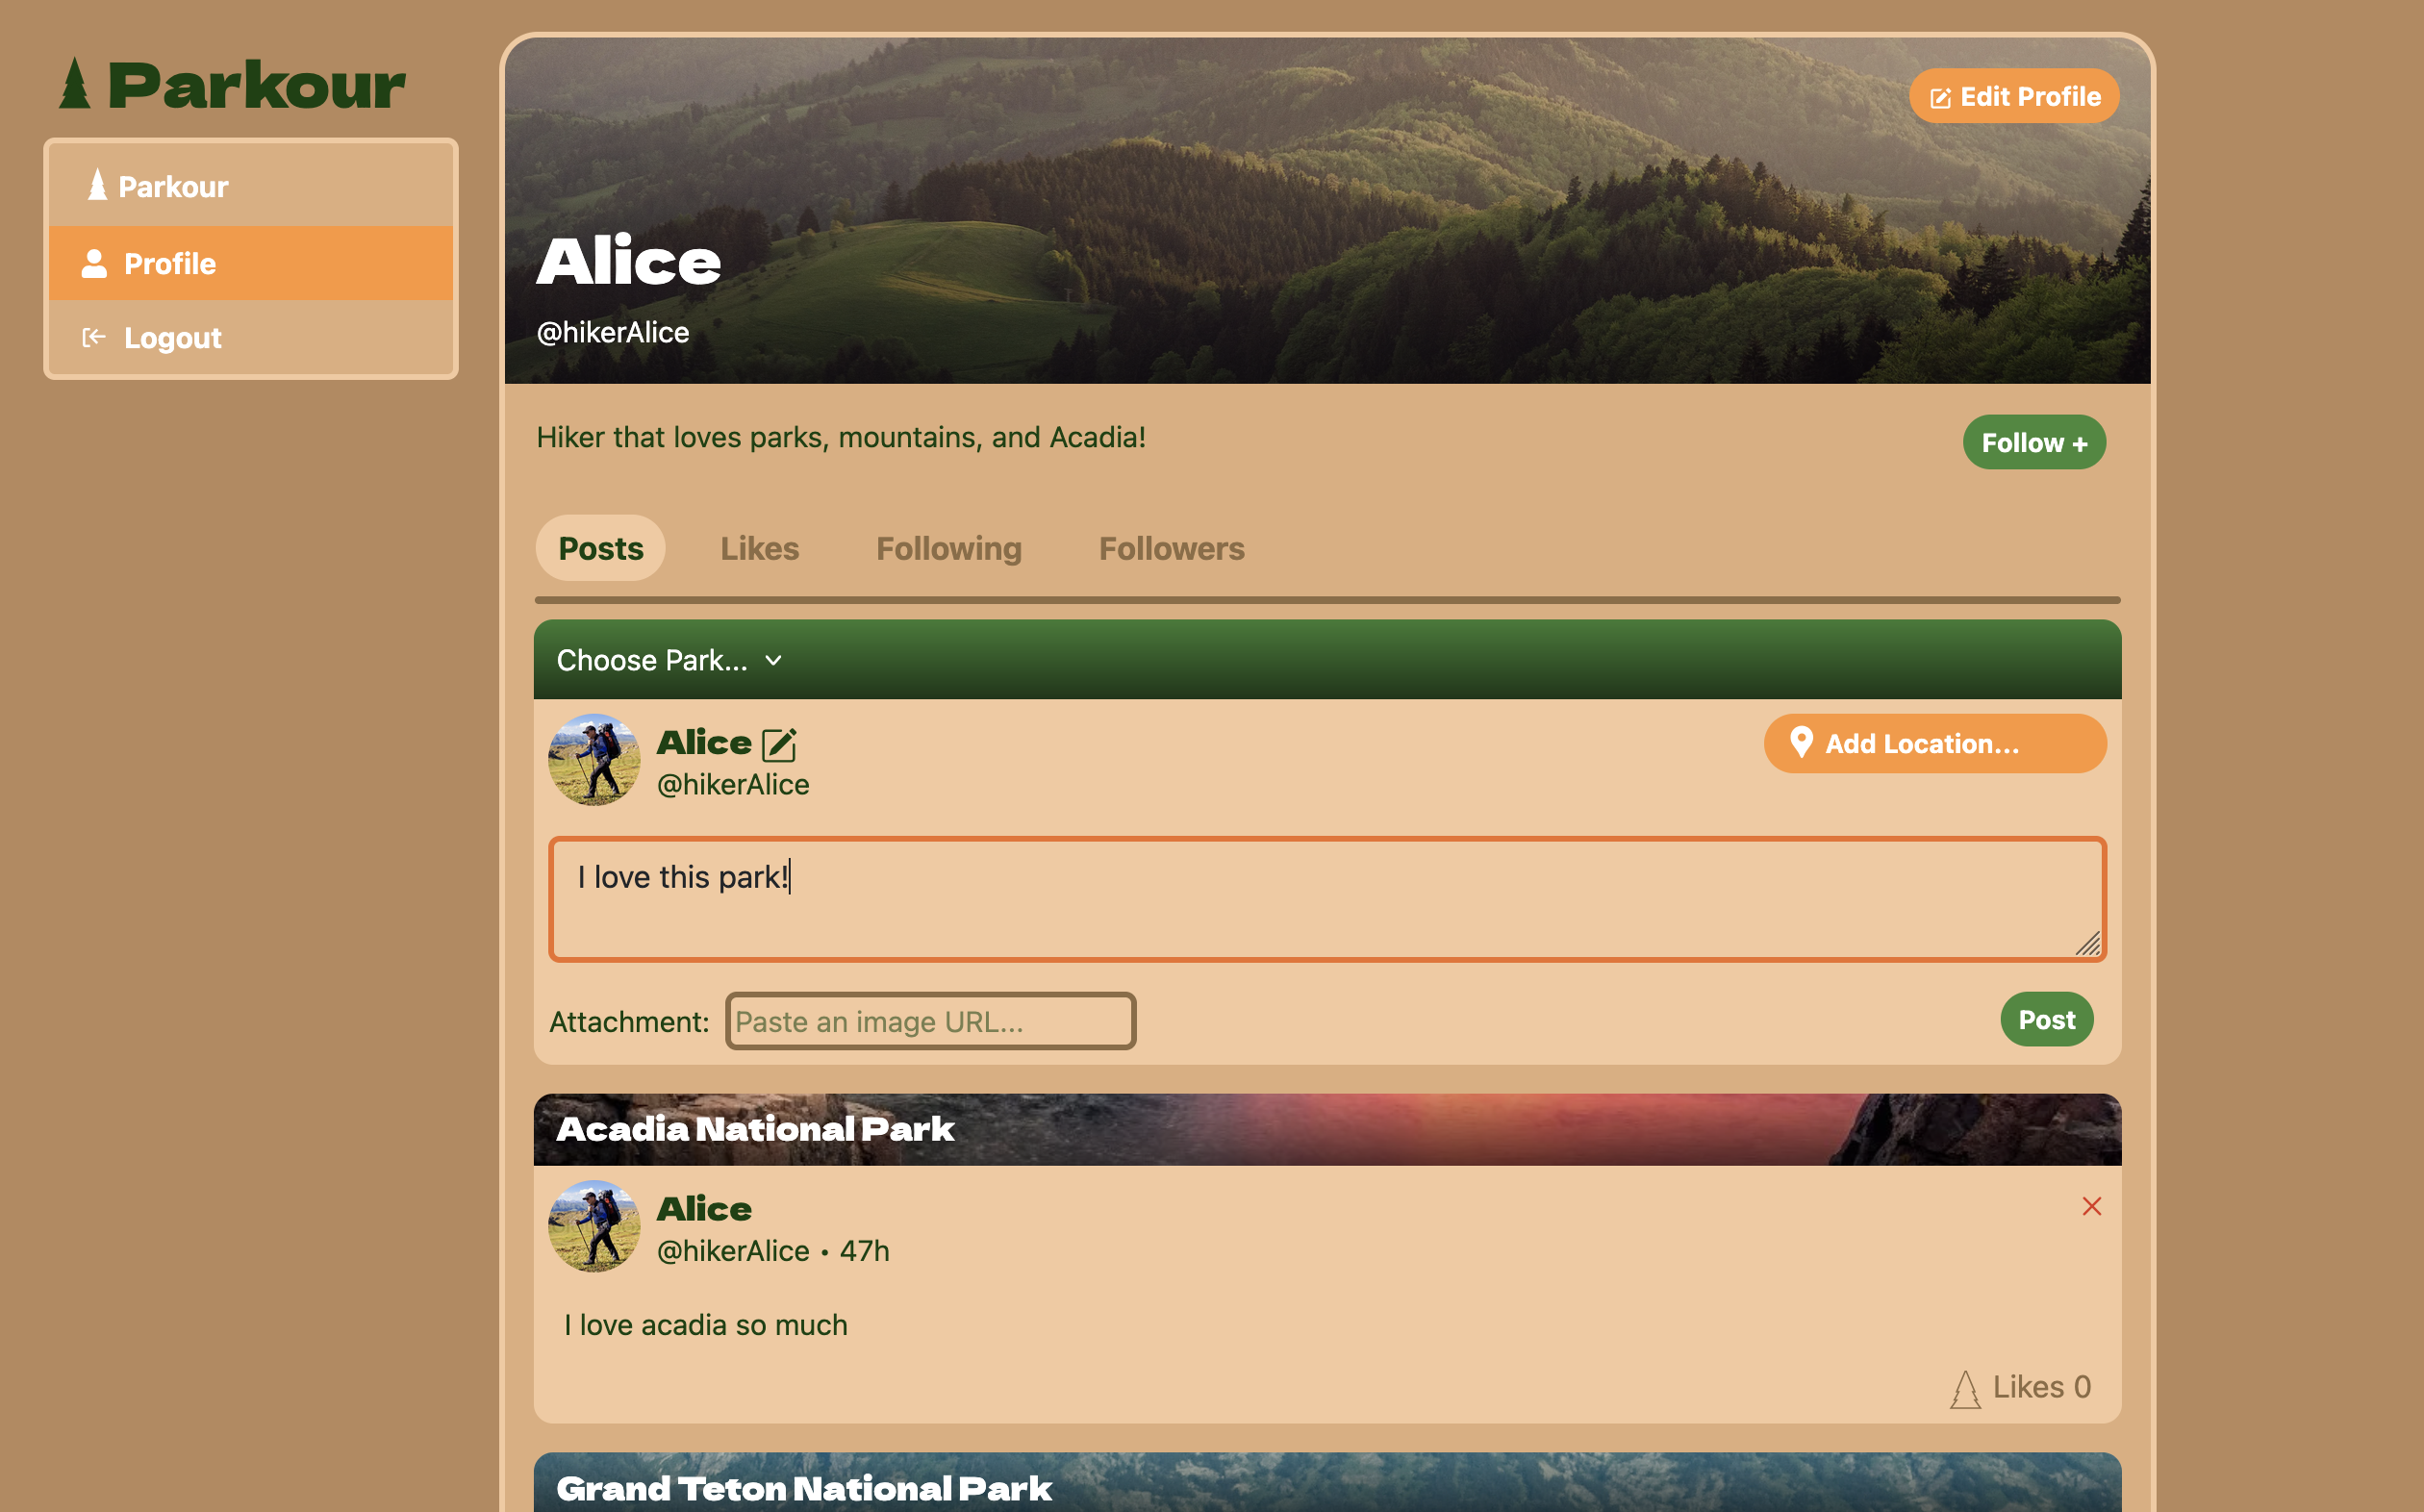 Parkour
Parkour
Profile
Logout
Edit Profile
Alice
@hikerAlice
Hiker that loves parks, mountains, and Acadia!
Follow +
Posts Likes Following Followers
Choose Park...
Alice
@hikerAlice
Add Location...
I love this park!
Attachment: Paste an image URL...
Post
Acadia National Park
Alice
@hikerAlice • 47h
I love acadia so much
Likes 0
Grand Teton National Park